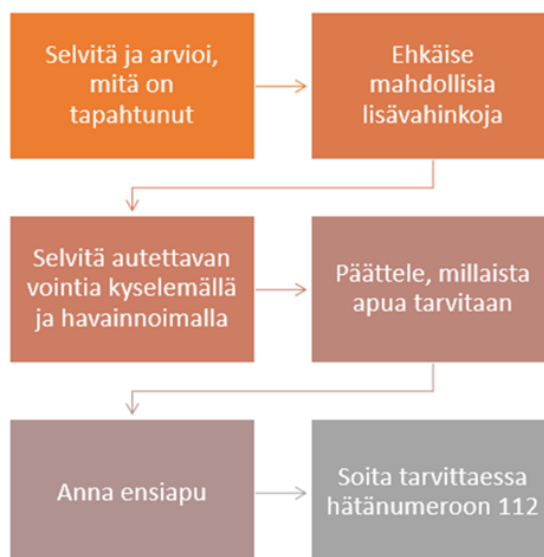 Selvitä ja arvioi,
mitä on
tapahtunut
Ehkäise
mahdollisia
lisävahinkoja
Selvitä autettavan
vointia kyselemällä
ja havainnoimalla
Päättele, millaista
apua tarvitaan
Anna ensiapu
Soita tarvittaessa
hätänumeroon 112